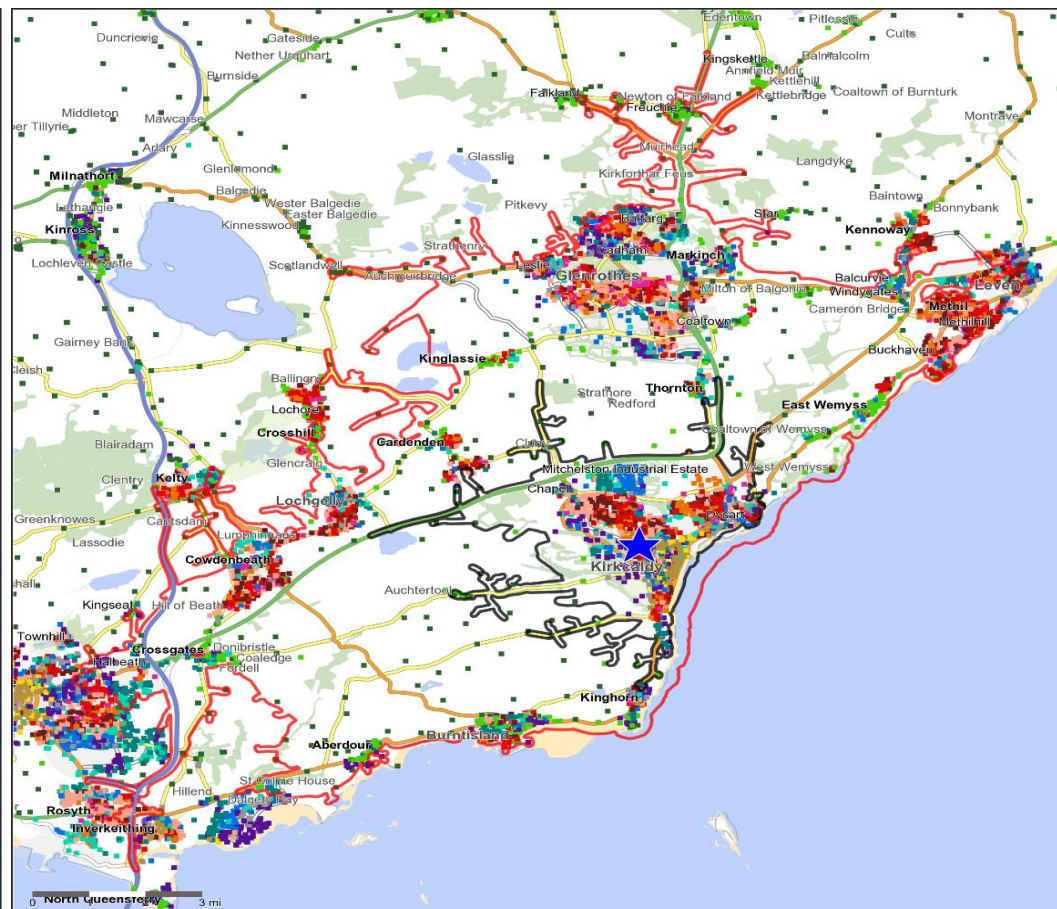 Edentown
Pitlessie
Duncrievie
Gateside
Cults
Nether Urquhart
Kingskettle
Balmalcolm
Annfield Muir
Burnside
Kettlehill
Falkland
Newton of Falkland
Kettlebridge
Coaltown of Burnturk
Freuchie
Middleton
Mawcarse
Montrave
er Tillyrie
Arlary
Muirhead
Glenlomond
Glasslie
Langdyke
Milnathort
Kirkforthar Feus
Balgedie
Baintown
Lethangie
Wester Balgedie
Pitkevy
Star
Bonnybank
Easter Balgedie
Balfarg
Kinross
Kinnesswood
Kennoway
Strathenry
Cadham
Markinch
Lochleven Castle
Scotlandwell
Leslie
Auchmuirbridge
Glenrothes
Balcurvie
Leven
Milton of Balgonie
Windygates
Cameron Bridge
Methil
Coaltown
Methilhill
Gairney Bank
Kinglassie
Buckhaven
Cleish
Ballingry
Thornton
Strathore
Lochore
Redford
East Wemyss
Crosshill
Coaltown of Wemyss
Blairadam
Cardenden
Cluny
Glencraig
Mitchelston Industrial Estate
West Wemyss
Clentry
Kelty
Chapel
Lochgelly
Greenknowes
Cantsdam
Dysart
Lumphinnans
Lassodie
Cowdenbeath
Kirkcaldy
hall
Auchtertool
Kingseat
Hill of Beath
Townhill
Donibristle
Crossgates
Halbeath
Coaledge
Fordell
Kinghorn
Burntisland
Aberdour
St Colme House
Hillend
Dalgety Bay
Rosyth
Inverkeithing
0
3 mi
North Queensferry